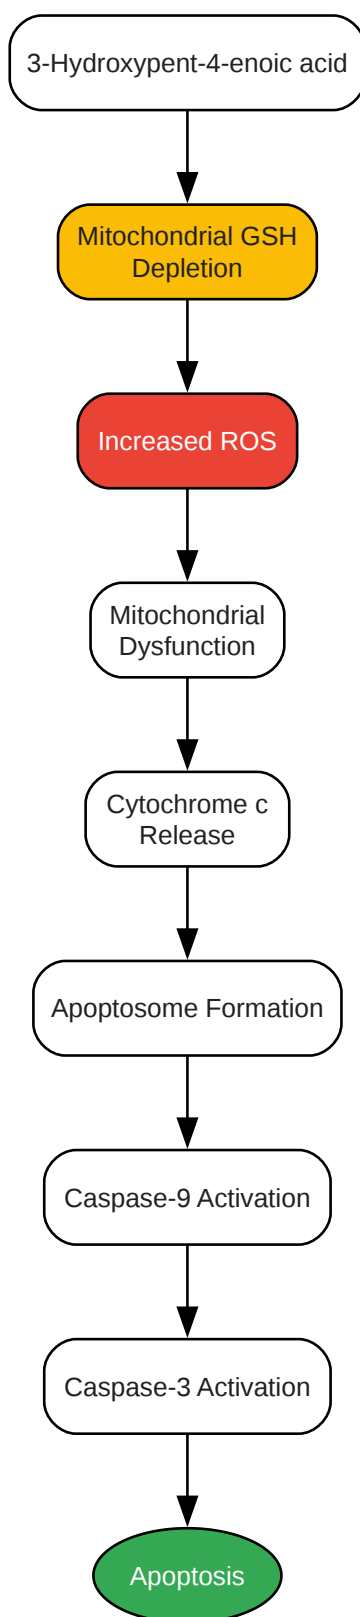 3-Hydroxypent-4-enoic acid
Mitochondrial GSH
Depletion
Increased ROS
Mitochondrial
Dysfunction
Cytochrome c
Release
Apoptosome Formation
Caspase-9 Activation
Caspase-3 Activation
Apoptosis